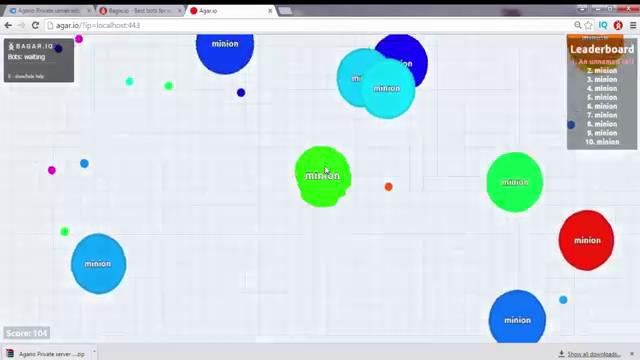 Agario Private server web
Bagar.io - Best bots for
Agar.io
agar.io/?ip=localhost:443
BAGAR.IO
Bots: waiting
S - show/hide help
minion
minion
minion
minion
minion
minion
minion
minion
minion
Leaderboard
1. An unnamed cell
2. minion
3. minion
4. minion
5. minion
6. minion
7. minion
8. minion
9. minion
10. minion
Score: 104
Agario Private server ....zip
Show all downloads...